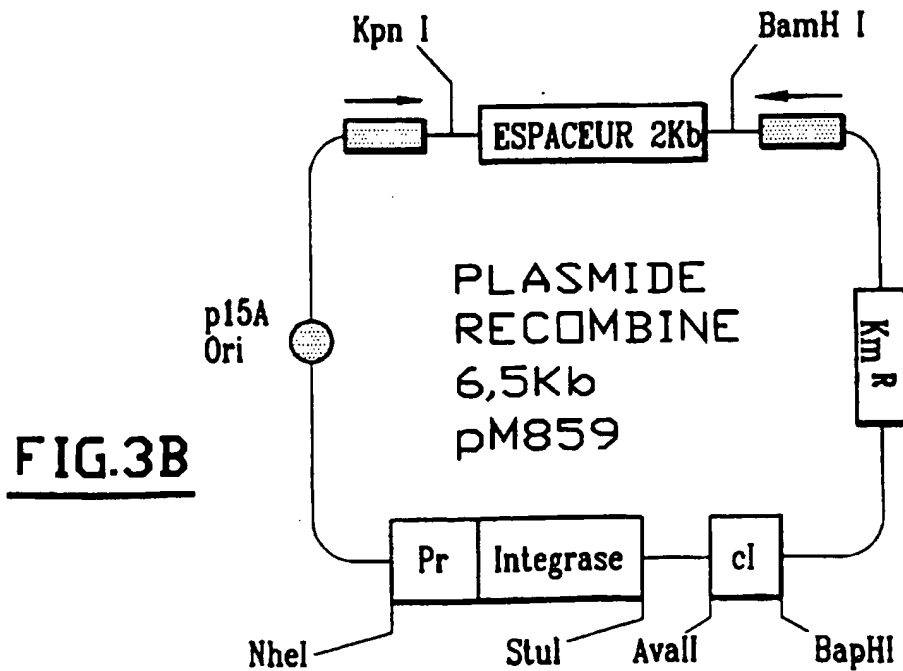 Kpn I
BamH I
ESPACEUR 2Kb
p15A
Ori
PLASMIDE
RECOMBINE
6,5Kb
pM859
Km R
FIG.3B
Pr
Integrase
cI
NheI
StuI
AvaII
BapHI